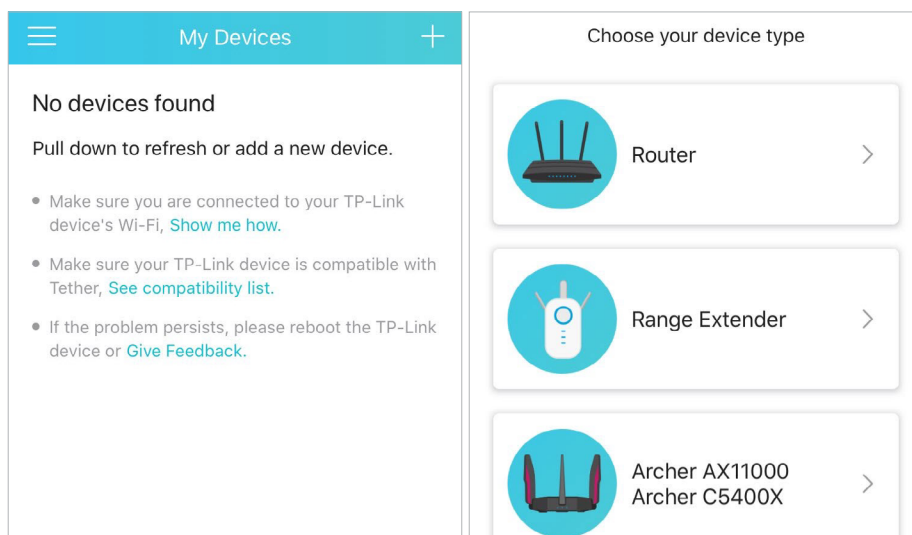 My Devices
No devices found
Pull down to refresh or add a new device.
Make sure you are connected to your TP-Link
device's Wi-Fi, Show me how.
Make sure your TP-Link device is compatible with
Tether, See compatibility list.
If the problem persists, please reboot the TP-Link
device or Give Feedback.
Choose your device type
Router
Range Extender
Archer AX11000
Archer C5400X